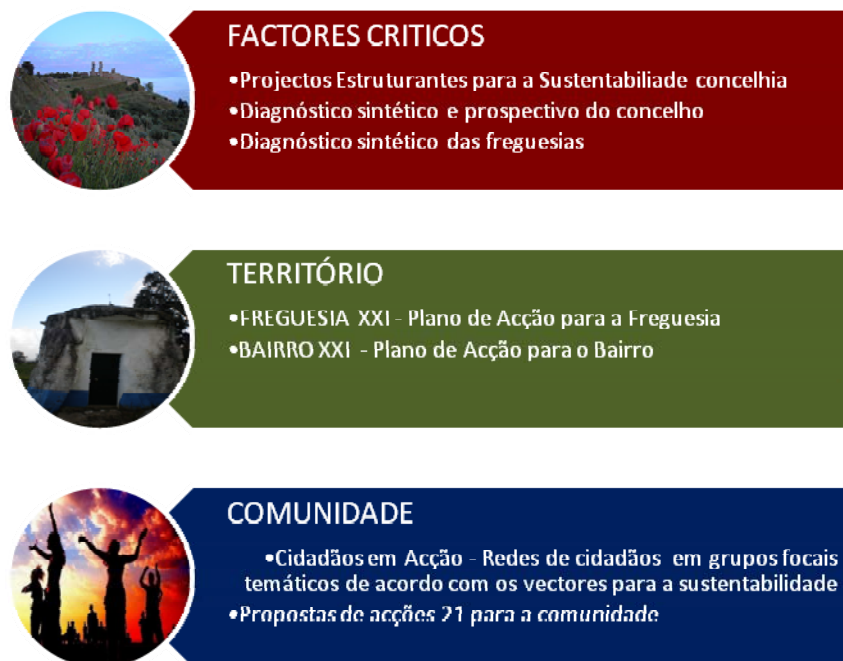 FACTORES CRITICOS
•Projectos Estruturantes para a Sustentabiliade concelhia
•Diagnóstico sintético e prospectivo do concelho
•Diagnóstico sintético das freguesias
TERRITÓRIO
•FREGUESIA XXI - Plano de Acção para a Freguesia
•BAIRRO XXI - Plano de Acção para o Bairro
COMUNIDADE
•Cidadãos em Acção - Redes de cidadãos em grupos focais
temáticos de acordo com os vectores para a sustentabilidade
•Propostas de acções 21 para a comunidade